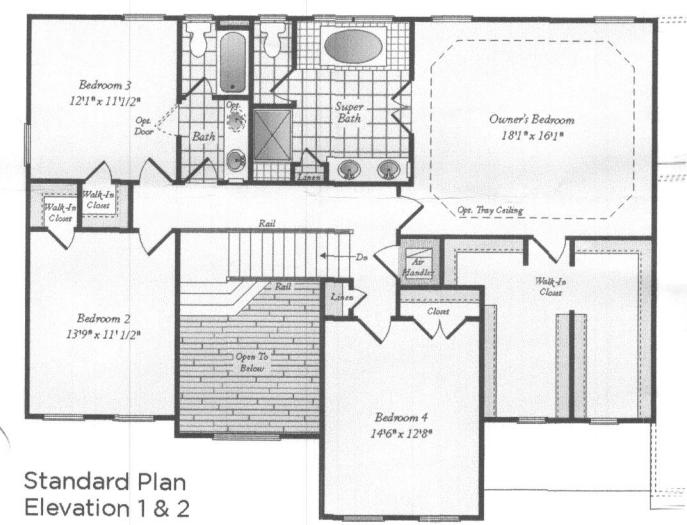 Bedroom 3
12'1" x 11'1/2"
Opt.
Door
Bath
Opt.
Super
Bath
Linen
Owner's Bedroom
18'1" x 16'1"
Opt. Tray Ceiling
Walk-In
Closet
Walk-In
Closet
Rail
Dn
Air
Handler
Walk-In
Closet
Rail
Linen
Closet
Bedroom 2
13'9" x 11' 1/2"
Open To
Below
Bedroom 4
14'6" x 12'8"
Standard Plan
Elevation 1 & 2